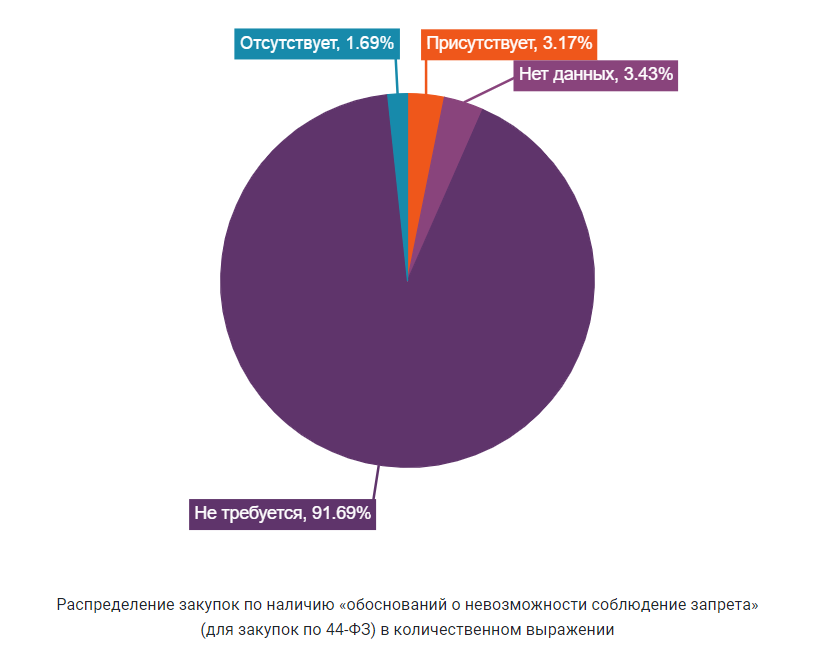 Отсутствует, 1.69%
Присутствует, 3.17%
Нет данных, 3.43%
Не требуется, 91.69%
Распределение закупок по наличию «обоснований о невозможности соблюдение запрета»
(для закупок по 44-ФЗ) в количественном выражении